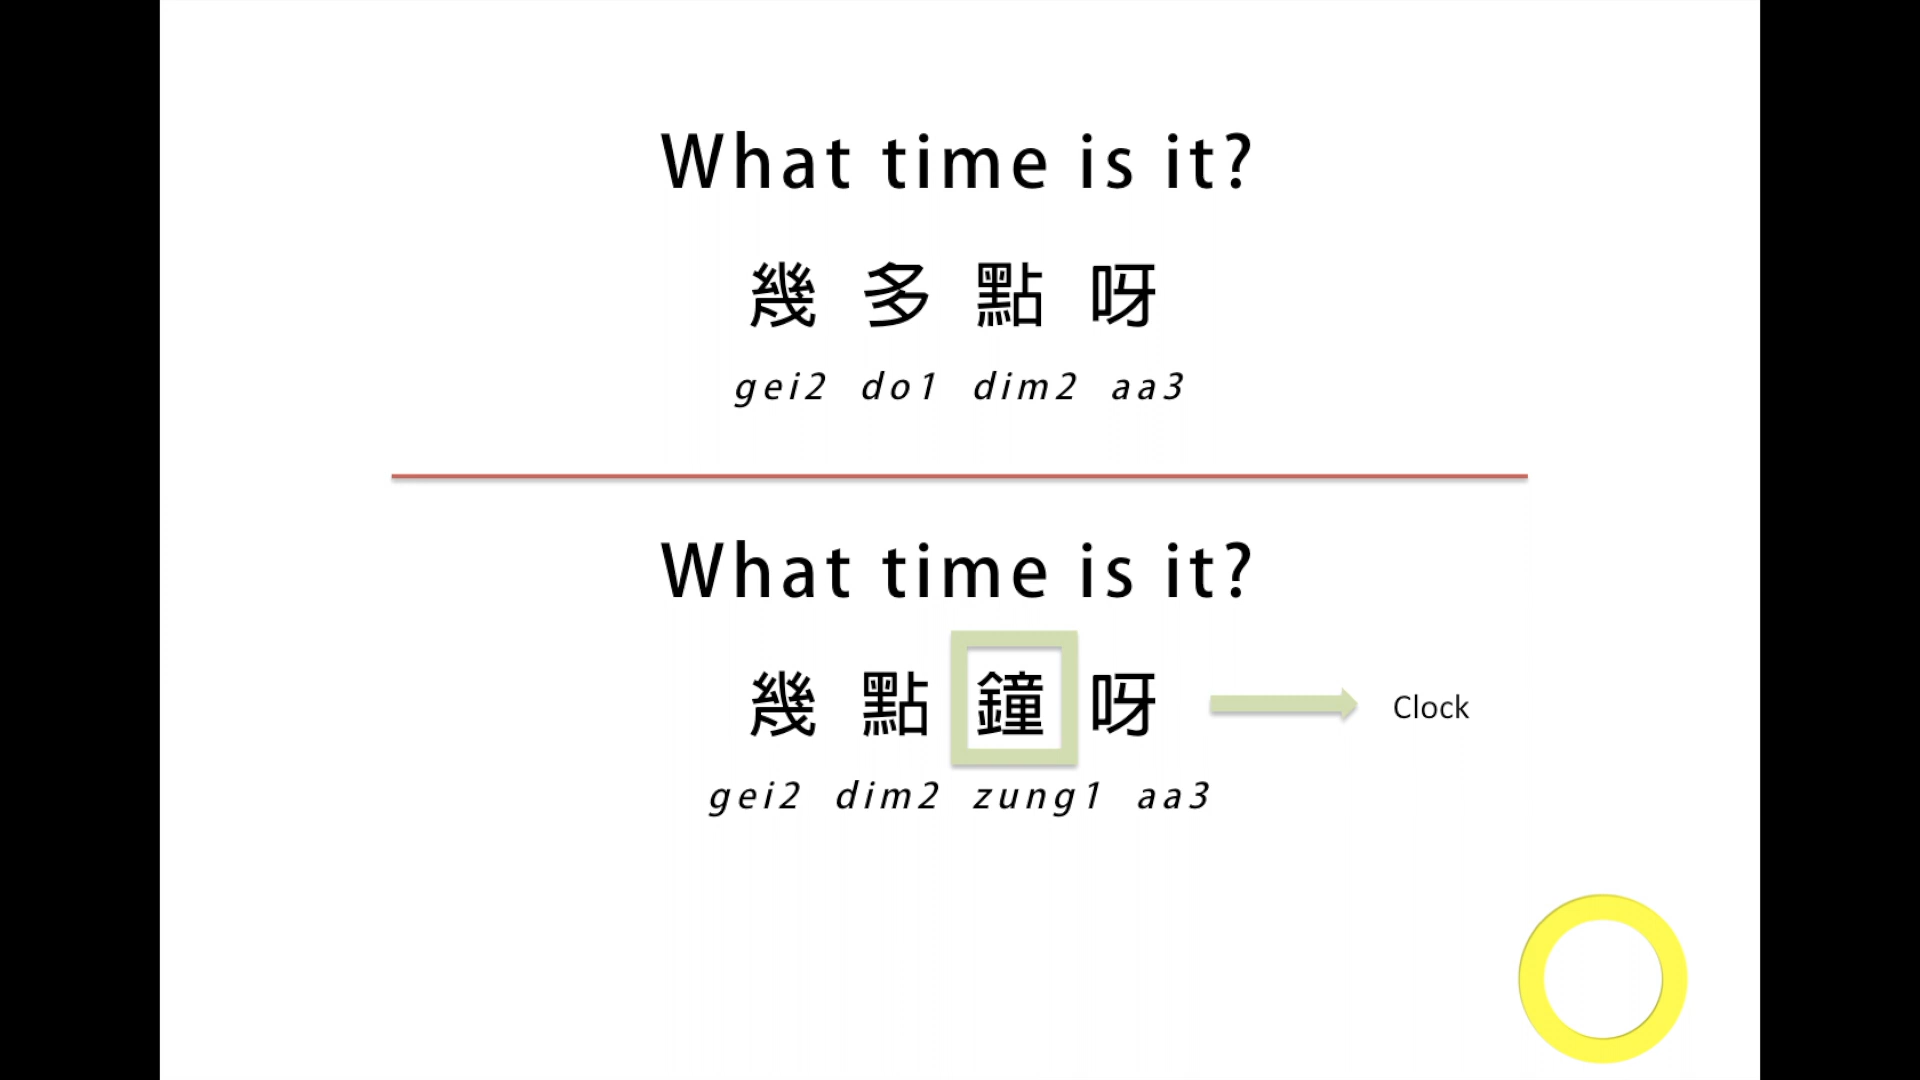 What time is it?
幾 多 點 呀
gei2 do1 dim2 aa3
What time is it?
幾 點 鐘 呀
Clock
gei2 dim2 zung1 aa3